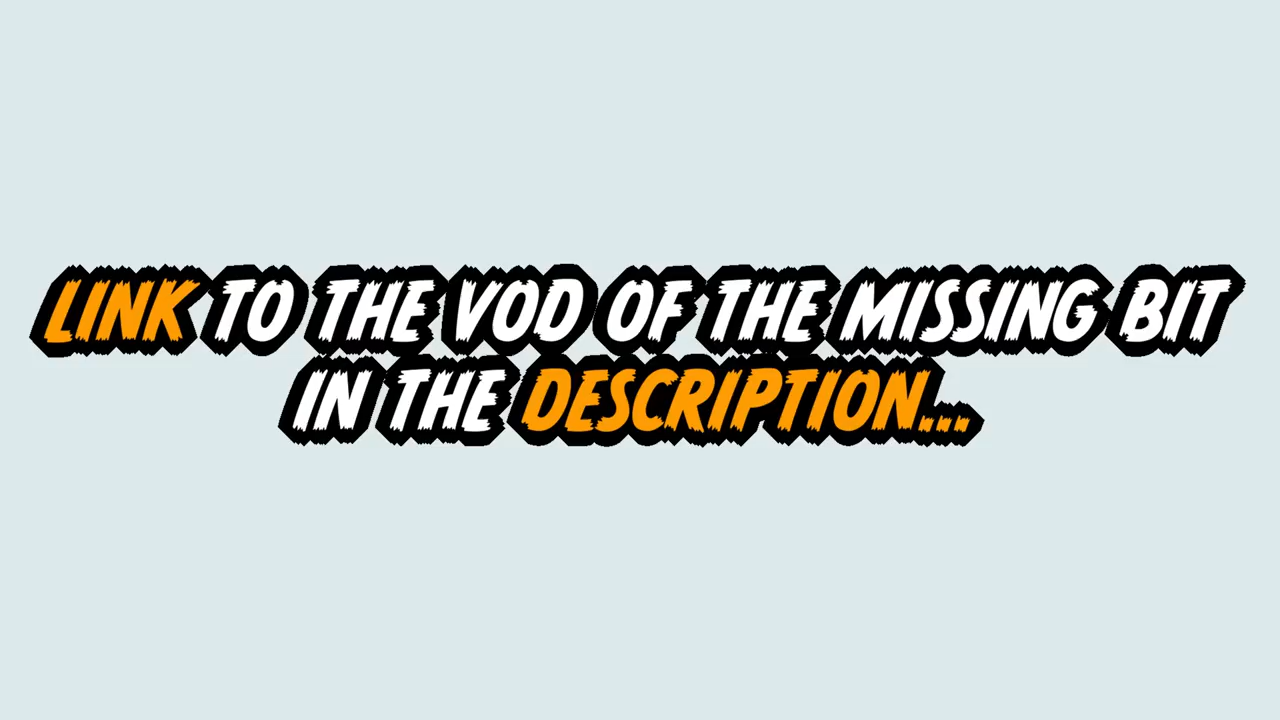 LINK TO THE VOD OF THE MISSING BIT
IN THE DESCRIPTION...